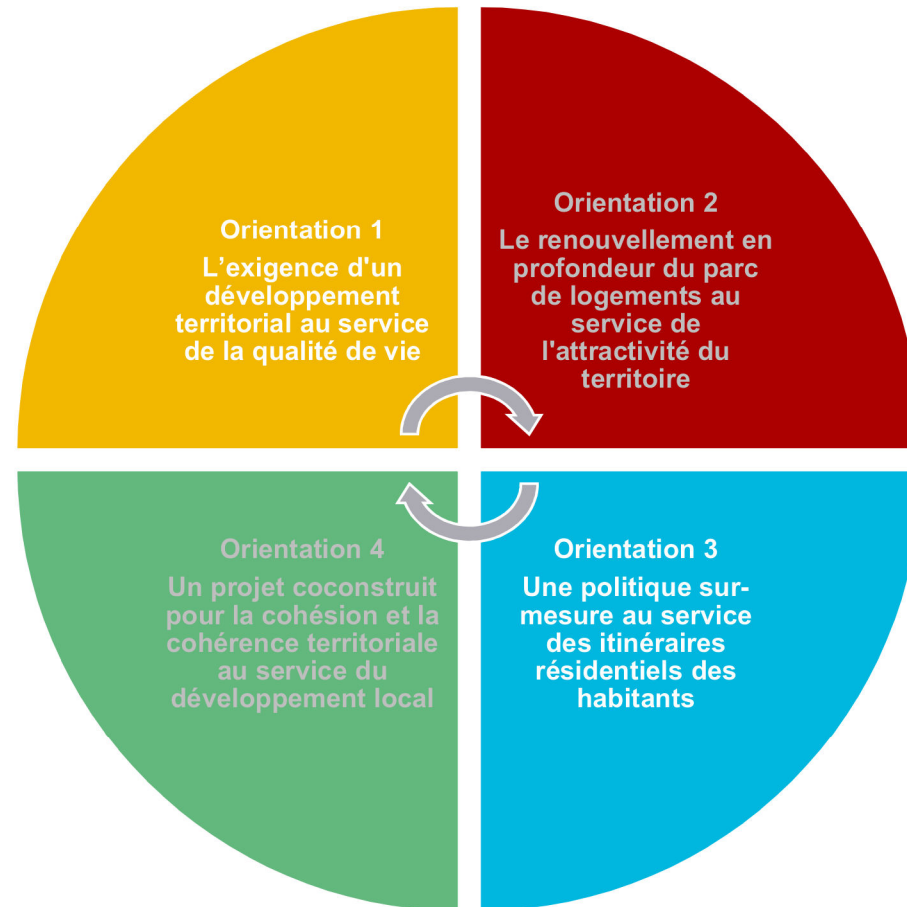 Orientation 1
L’exigence d'un
développement
territorial au service
de la qualité de vie
Orientation 2
Le renouvellement en
profondeur du parc
de logements au
service de
l'attractivité du
territoire
Orientation 3
Une politique sur-
mesure au service
des itinéraires
résidentiels des
habitants
Orientation 4
Un projet coconstruit
pour la cohésion et la
cohérence territoriale
au service du
développement local